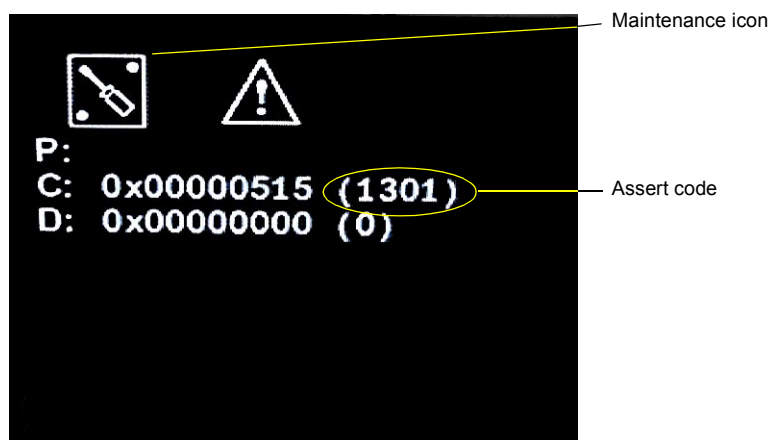 Maintenance icon
P:
C: 0x00000515 (1301)
Assert code
D: 0x00000000 (0)